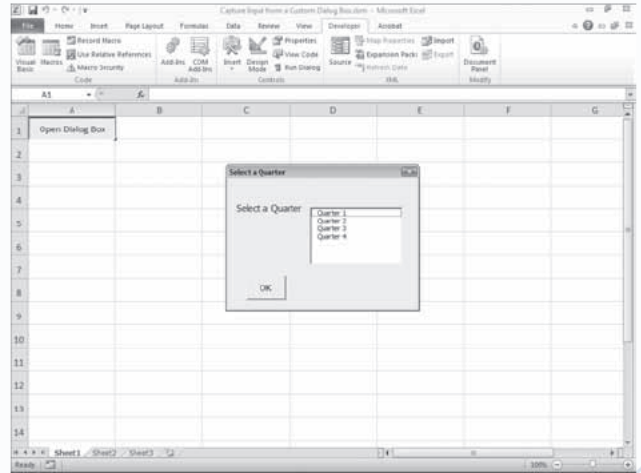 Capture Input from a Custom Dialog Box.xlsm - Microsoft Excel
File Home Insert Page Layout Formulas Data Review View Developer Acrobat
Visual Basic
Macros
Record Macro
Use Relative References
Macro Security
Code
Add-Ins
COM Add-Ins
Add-Ins
Insert
Design Mode
Properties
View Code
Run Dialog
Controls
Source
Map Properties
Expansion Packs
Refresh Data
Import
Export
XML
Document Panel
Modify
A1 fx
A B C D E F G
1 Open Dialog Box
2
3
4
5
6
7
8
9
10
11
12
13
14
Select a Quarter
Select a Quarter
Quarter 1
Quarter 2
Quarter 3
Quarter 4
OK
Sheet1 Sheet2 Sheet3
Ready 100%